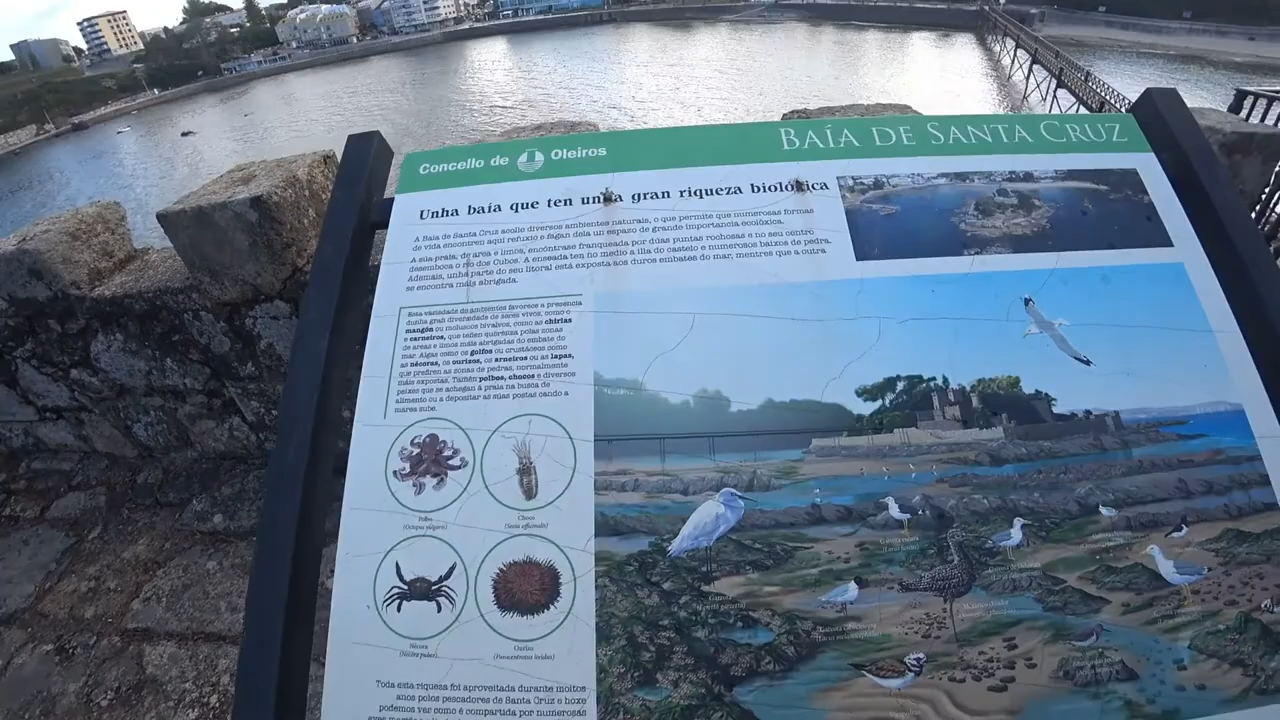 Concello de Oleiros
BAÍA DE SANTA CRUZ
Unha baía que ten unha gran riqueza biolóxica
A Baía de Santa Cruz acolle diversos ambientes naturais, o que permite que numerosas formas
de vida encontren aquí refuxio e fagan dela un espazo de grande importancia ecolóxica.
A súa praia, de area e limos, encóntrase franqueada por dúas puntas rochosas e no seu centro
desemboca o río dos Cubos. A enseada ten no medio a illa do castelo e numerosos baixos de pedra.
Ademais, unha parte do seu litoral está exposta aos duros embates do mar, mentres que a outra
se encontra máis abrigada.
Esta variedade de ambientes favorece a presencia
dunha gran diversidade de seres vivos, como o
mangón ou moluscos bivalvos, como as chirlas
e carneiros, que teñen querenza polas zonas
de areas e limos máis abrigadas do embate do
mar. Algas como os golfos ou crustáceos como
as nécoras, os ourizos, os arneiros ou as lapas,
que prefiren as zonas de pedras, normalmente
máis expostas. Tamén polbos, chocos e diversos
peixes que se achegan á praia na busca de
alimento ou a depositar as súas postas cando a
marea sube.
Polbo
(Octopus vulgaris)
Choco
(Sepia officinalis)
Nécora
(Necora puber)
Ourizo
(Paracentrotus lividus)
Garzota
(Egretta garzetta)
Toda esta riqueza foi aproveitada durante moitos
anos polos pescadores de Santa Cruz e hoxe
podemos ver como é compartida por numerosas